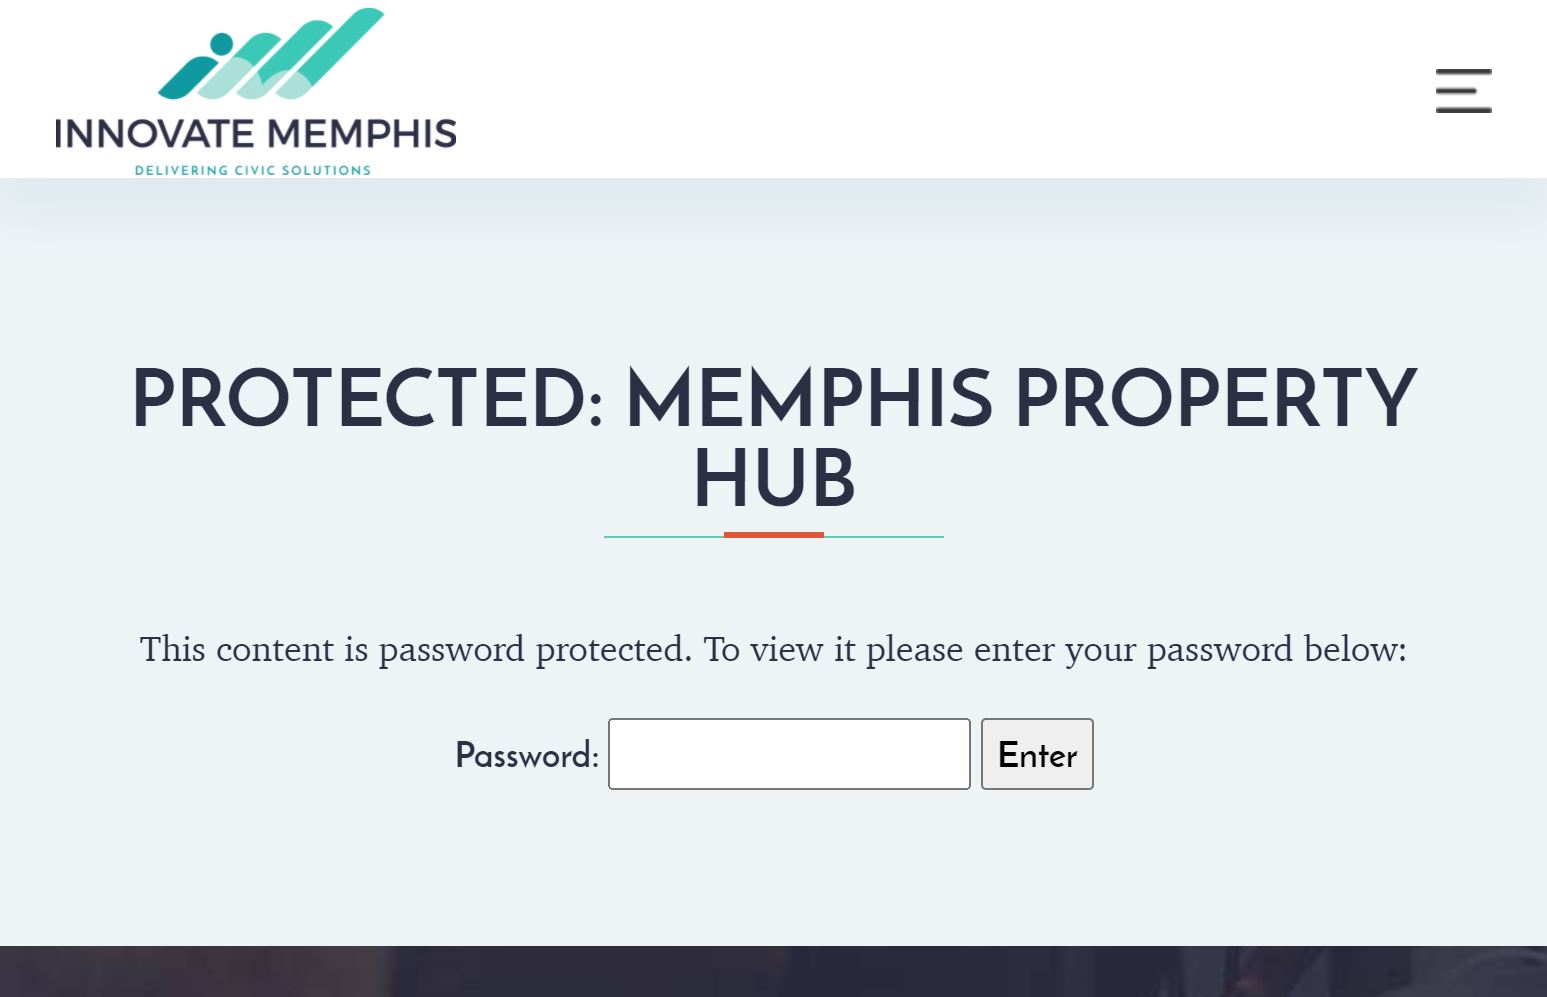 INNOVATE MEMPHIS
DELIVERING CIVIC SOLUTIONS
PROTECTED: MEMPHIS PROPERTY
HUB
This content is password protected. To view it please enter your password below:
Password: Enter